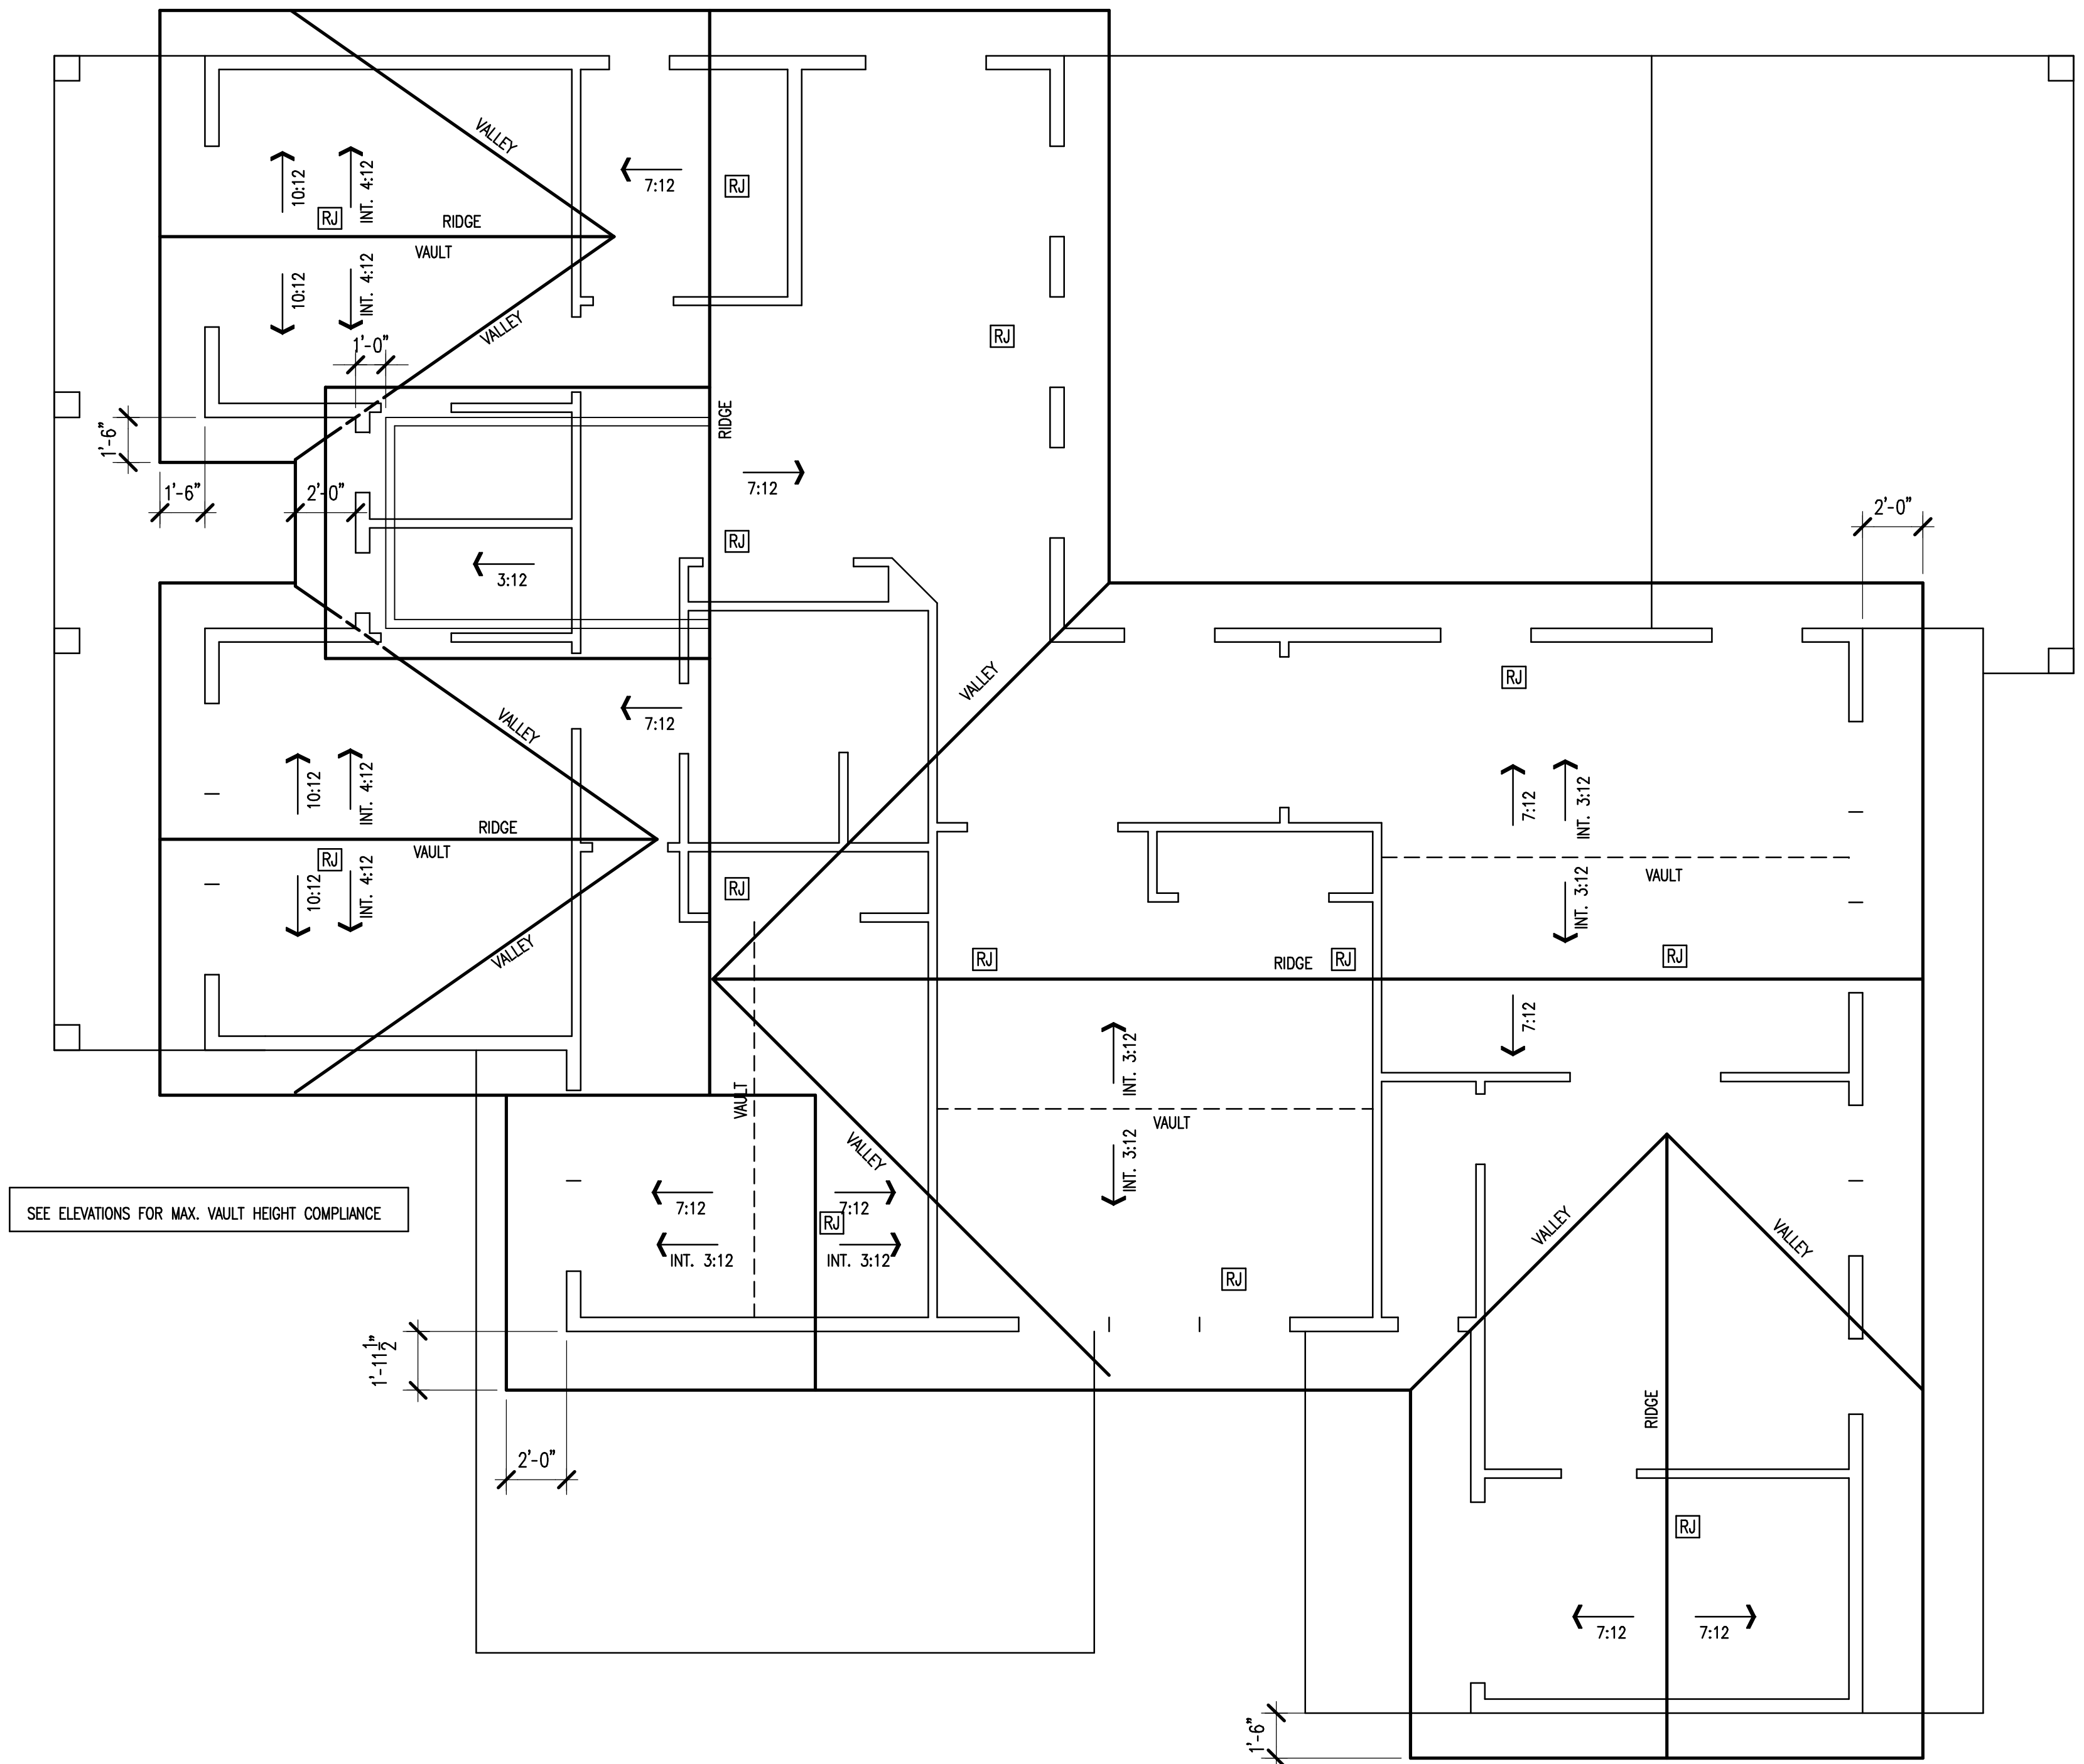 VALLEY
7:12
RJ
10:12
INT. 4:12
RJ
RIDGE
VAULT
10:12
INT. 4:12
VALLEY
RJ
1'-0"
RIDGE
1'-6"
1'-6"
2'-0"
7:12
2'-0"
RJ
3:12
VALLEY
RJ
VALLEY
7:12
10:12
INT. 4:12
7:12
INT. 3:12
RIDGE
VAULT
RJ
10:12
INT. 4:12
RJ
VAULT
INT. 3:12
VALLEY
RJ
RIDGE
RJ
RJ
7:12
INT. 3:12
VAULT
VAULT
INT. 3:12
VALLEY
SEE ELEVATIONS FOR MAX. VAULT HEIGHT COMPLIANCE
7:12
7:12
RJ
INT. 3:12
INT. 3:12
VALLEY
VALLEY
RJ
1'-11 1/2"
RIDGE
2'-0"
RJ
7:12
7:12
1'-6"